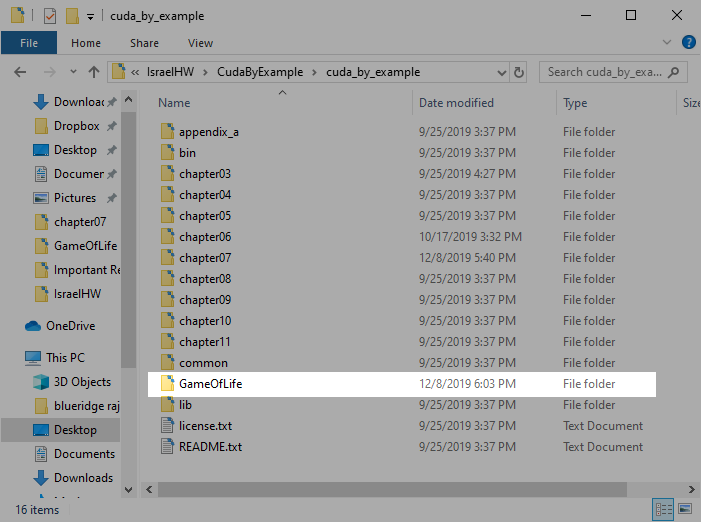 cuda_by_example
File Home Share View
« IsraelHW > CudaByExample > cuda_by_example Search cuda_by_exa...
Name Date modified Type Size
Downloac
Dropbox
Desktop
Documen
Pictures
chapter07
GameOfLife
Important Re
IsraelHW
OneDrive
This PC
3D Objects
blueridge raj
Desktop
Documents
Downloads
appendix_a 9/25/2019 3:37 PM File folder
bin 9/25/2019 3:37 PM File folder
chapter03 9/25/2019 4:27 PM File folder
chapter04 9/25/2019 3:37 PM File folder
chapter05 9/25/2019 3:37 PM File folder
chapter06 10/17/2019 3:32 PM File folder
chapter07 12/8/2019 5:40 PM File folder
chapter08 9/25/2019 3:37 PM File folder
chapter09 9/25/2019 3:37 PM File folder
chapter10 9/25/2019 3:37 PM File folder
chapter11 9/25/2019 3:37 PM File folder
common 9/25/2019 3:37 PM File folder
GameOfLife 12/8/2019 6:03 PM File folder
lib 9/25/2019 3:37 PM File folder
license.txt 9/25/2019 3:37 PM Text Document
README.txt 9/25/2019 3:37 PM Text Document
16 items